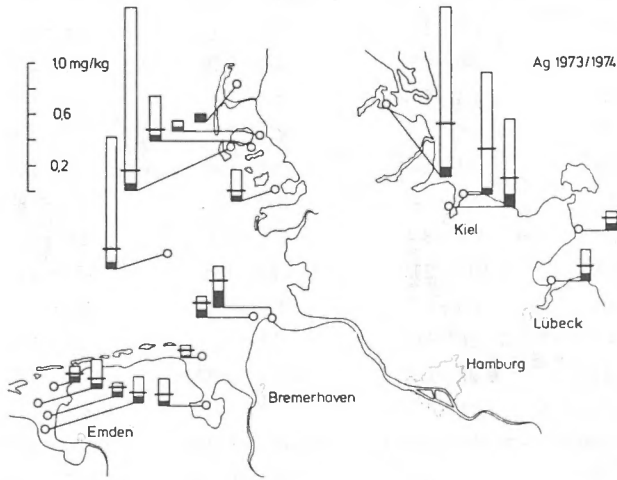 1,0 mg/kg
0,6
0,2
Ag 1973/1974
Kiel
Lübeck
Hamburg
Bremerhaven
Emden